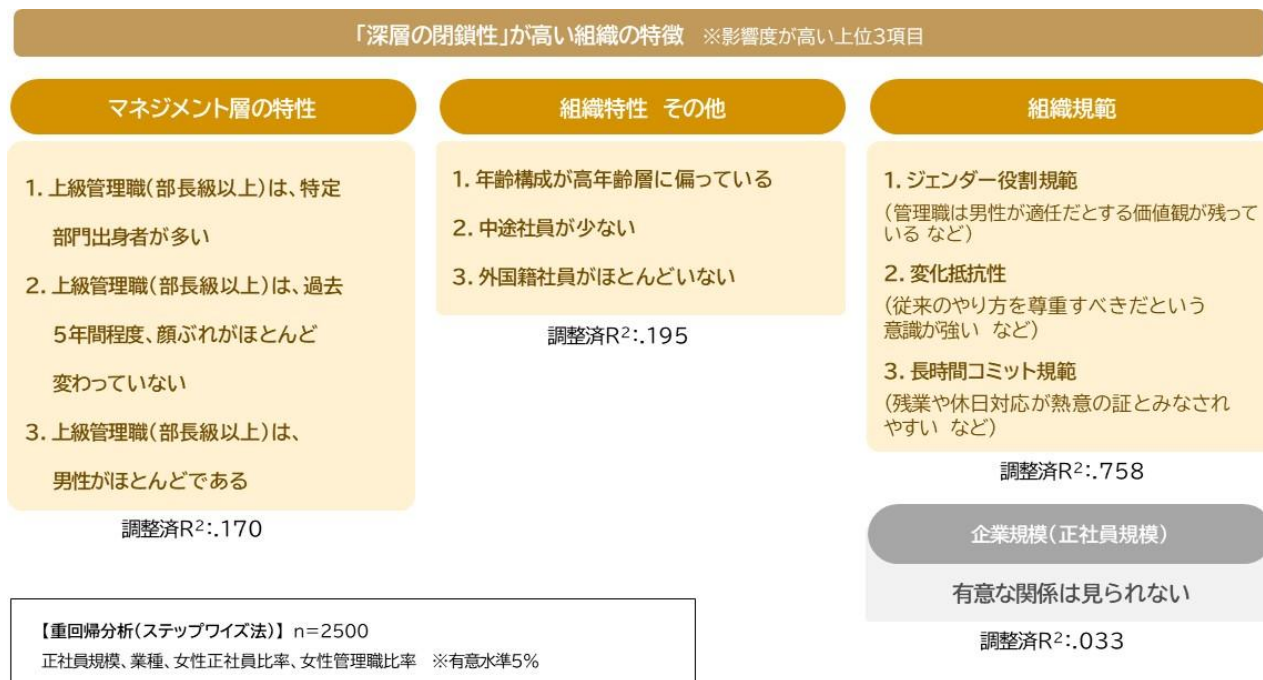 「深層の閉鎖性」が高い組織の特徴 ※影響度が高い上位3項目
マネジメント層の特性
1. 上級管理職(部長級以上)は、特定
部門出身者が多い
2. 上級管理職(部長級以上)は、過去
5年間程度、顔ぶれがほとんど
変わっていない
3. 上級管理職(部長級以上)は、
男性がほとんどである
調整済R²:.170
組織特性 その他
1. 年齢構成が高年齢層に偏っている
2. 中途社員が少ない
3. 外国籍社員がほとんどいない
調整済R²:.195
組織規範
1. ジェンダー役割規範
(管理職は男性が適任だとする価値観が残って
いる など)
2. 変化抵抗性
(従来のやり方を尊重すべきだという
意識が強い など)
3. 長時間コミット規範
(残業や休日対応が熱意の証とみなされ
やすい など)
調整済R²:.758
企業規模(正社員規模)
有意な関係は見られない
調整済R²:.033
【重回帰分析(ステップワイズ法)】 n=2500
正社員規模、業種、女性正社員比率、女性管理職比率 ※有意水準5%